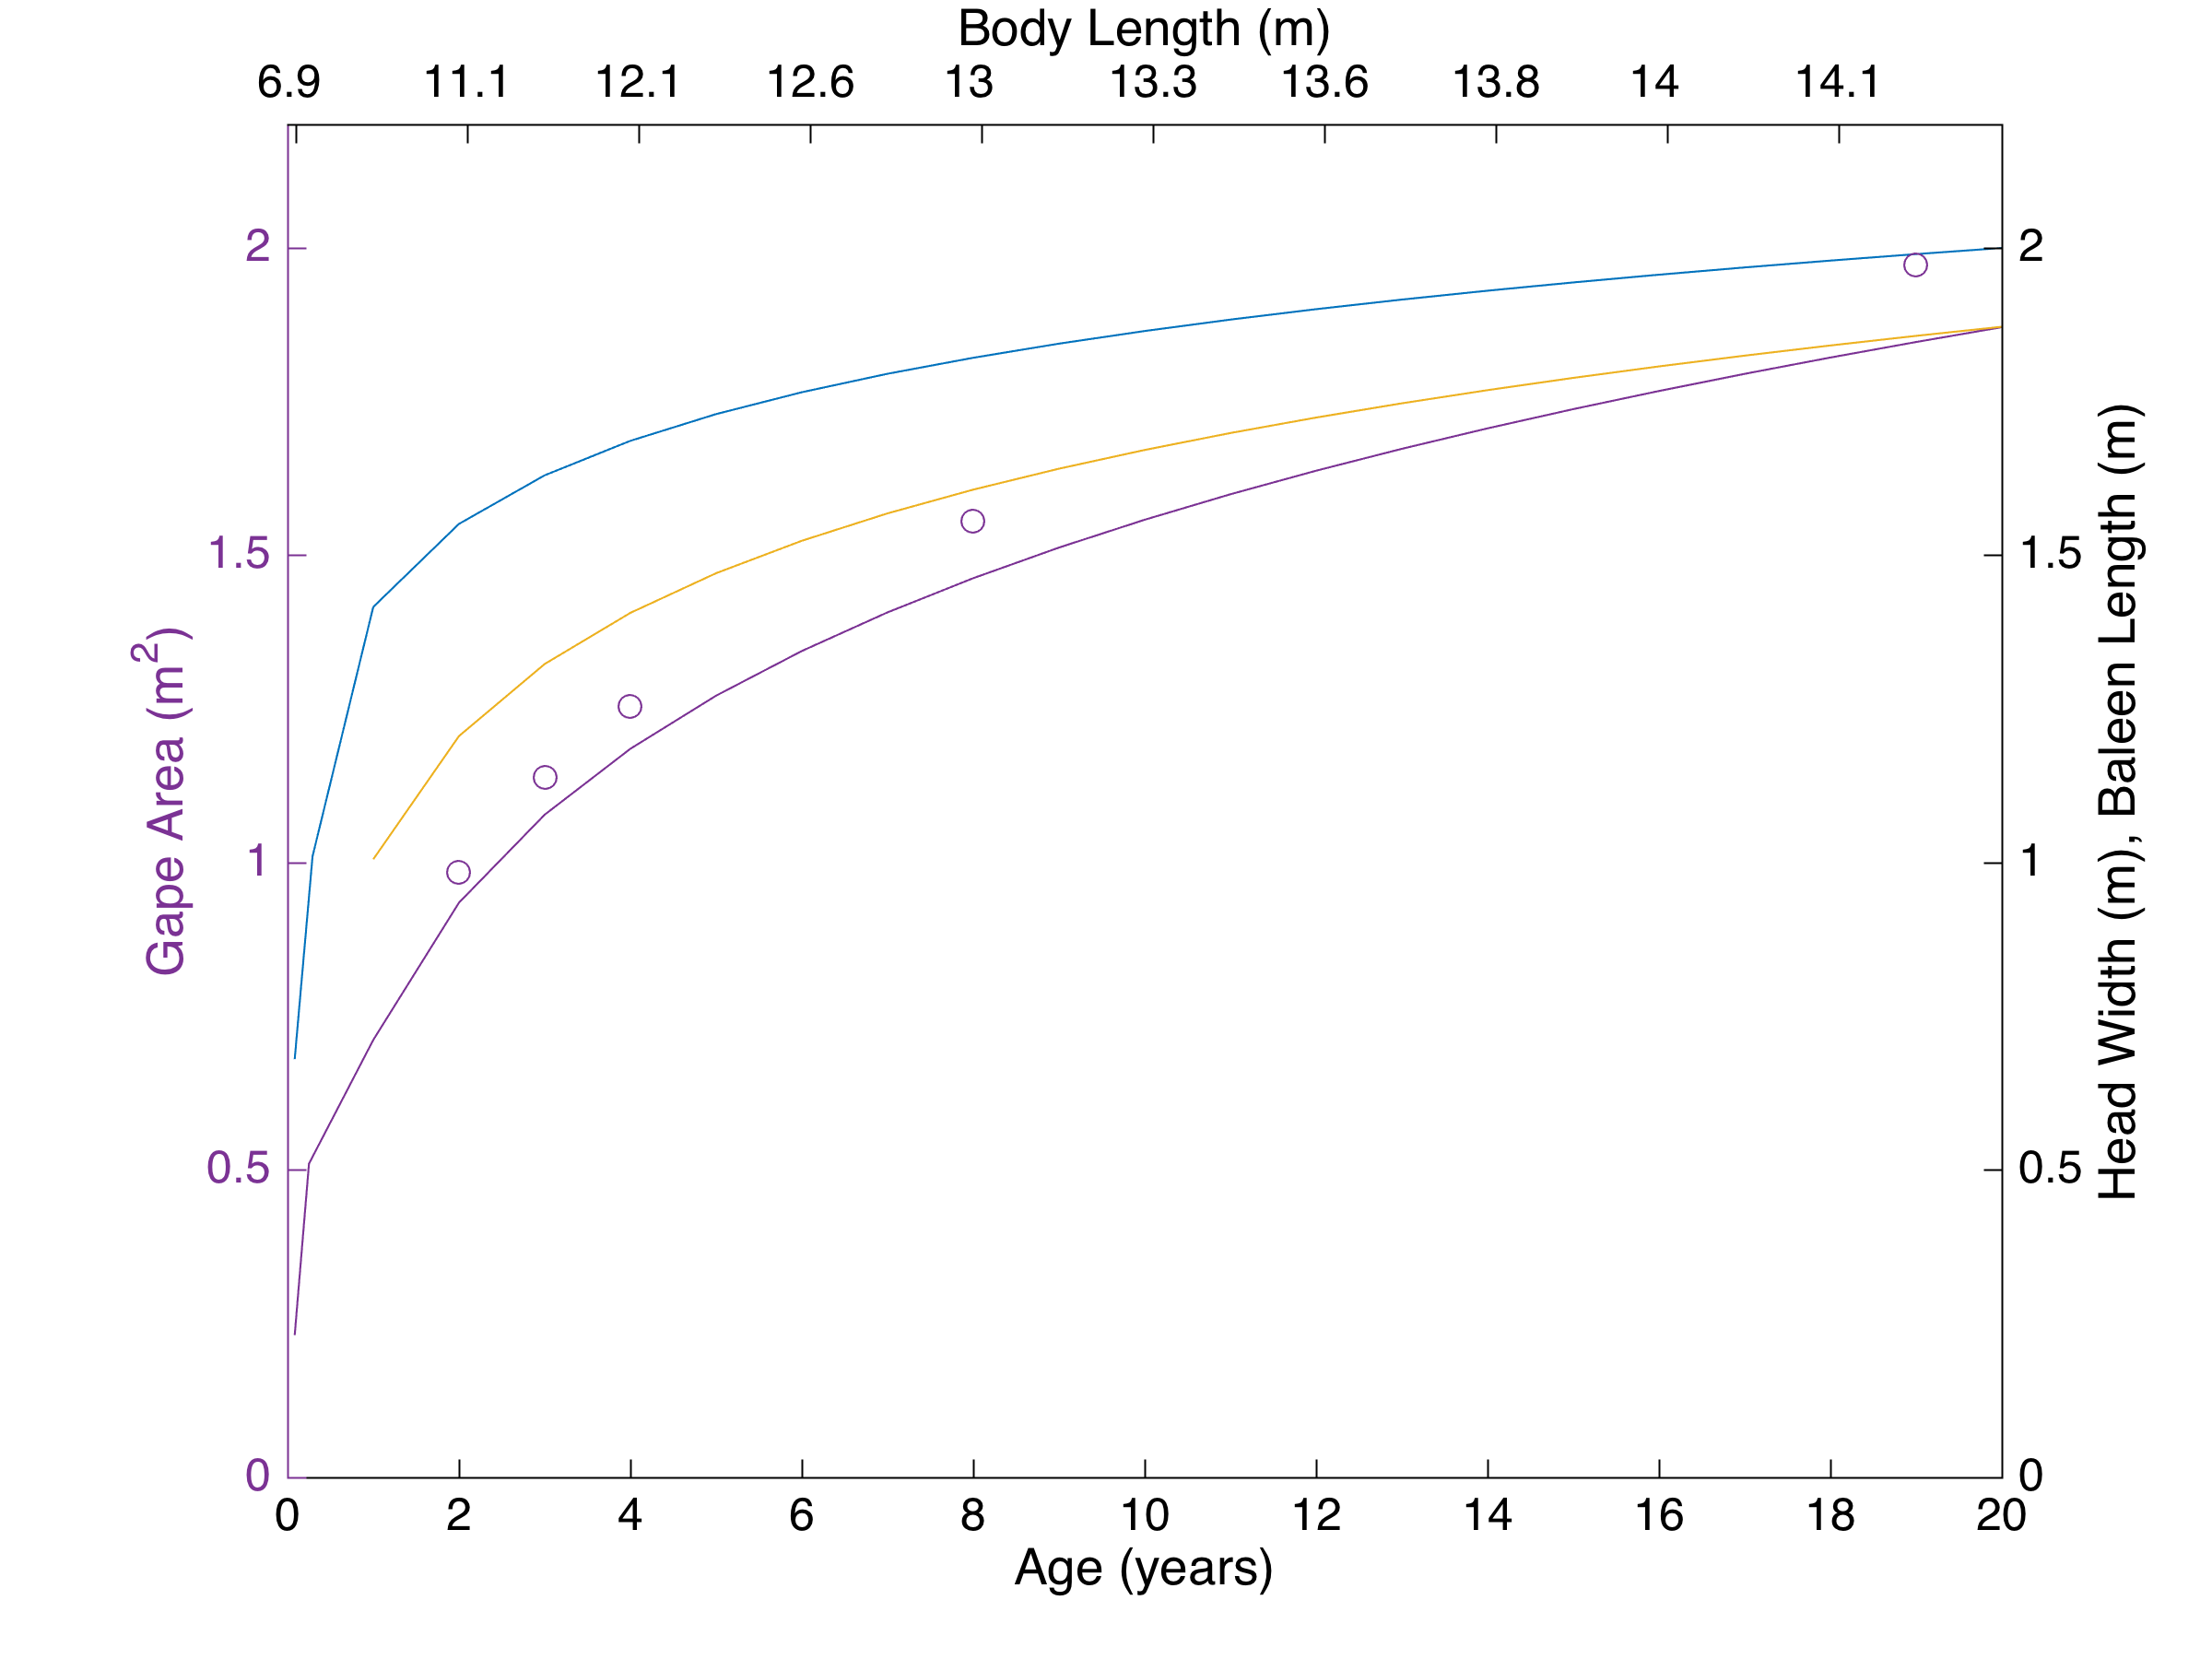 Body Length (m)
6.9 11.1 12.1 12.6 13 13.3 13.6 13.8 14 14.1
Gape Area (m²)
2
1.5
1
0.5
0
2
1.5
1
0.5
0
Head Width (m), Baleen Length (m)
0 2 4 6 8 10 12 14 16 18 20
Age (years)